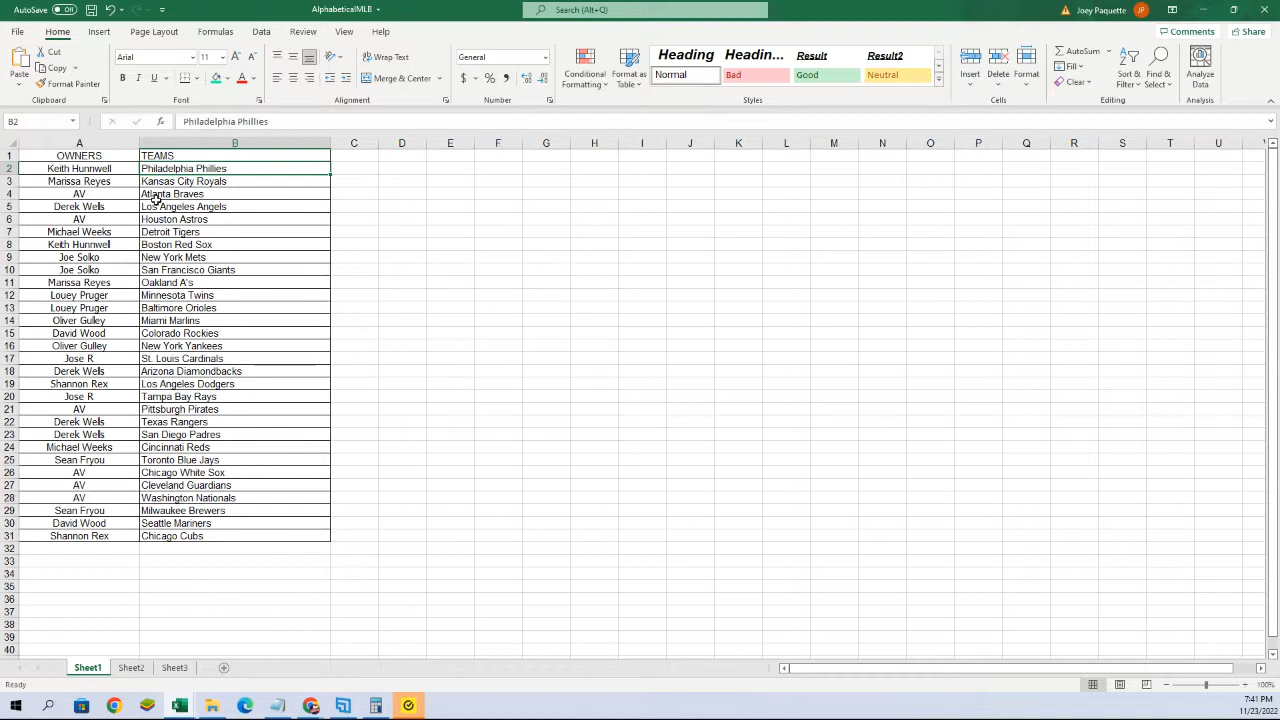 AutoSave Off AlphabeticalMLB Search (Alt+Q) Joey Paquette JP
File Home Insert Page Layout Formulas Data Review View Help Comments Share
Paste Cut Copy Format Painter Clipboard
Arial 11 B I U A Font
Wrap Text Merge & Center Alignment
General $ % Number
Conditional Formatting Format as Table Heading Headin... Result Result2
Normal Bad Good Neutral Styles
Insert Delete Format Cells
AutoSum Fill Clear Sort & Filter Find & Select Editing
Analyze Data Analysis
B2 Philadelphia Phillies
A B C D E F G H I J K L M N O P Q R S T U
1 OWNERS TEAMS
2 Keith Hunnwell Philadelphia Phillies
3 Marissa Reyes Kansas City Royals
4 AV Atlanta Braves
5 Derek Wells Los Angeles Angels
6 AV Houston Astros
7 Michael Weeks Detroit Tigers
8 Keith Hunnwell Boston Red Sox
9 Joe Solko New York Mets
10 Joe Solko San Francisco Giants
11 Marissa Reyes Oakland A's
12 Louey Pruger Minnesota Twins
13 Louey Pruger Baltimore Orioles
14 Oliver Gulley Miami Marlins
15 David Wood Colorado Rockies
16 Oliver Gulley New York Yankees
17 Jose R St. Louis Cardinals
18 Derek Wells Arizona Diamondbacks
19 Shannon Rex Los Angeles Dodgers
20 Jose R Tampa Bay Rays
21 AV Pittsburgh Pirates
22 Derek Wells Texas Rangers
23 Derek Wells San Diego Padres
24 Michael Weeks Cincinnati Reds
25 Sean Fryou Toronto Blue Jays
26 AV Chicago White Sox
27 AV Cleveland Guardians
28 AV Washington Nationals
29 Sean Fryou Milwaukee Brewers
30 David Wood Seattle Mariners
31 Shannon Rex Chicago Cubs
32
33
34
35
36
37
38
39
40
Sheet1 Sheet2 Sheet3
Ready 100%
7:41 PM
11/23/2022